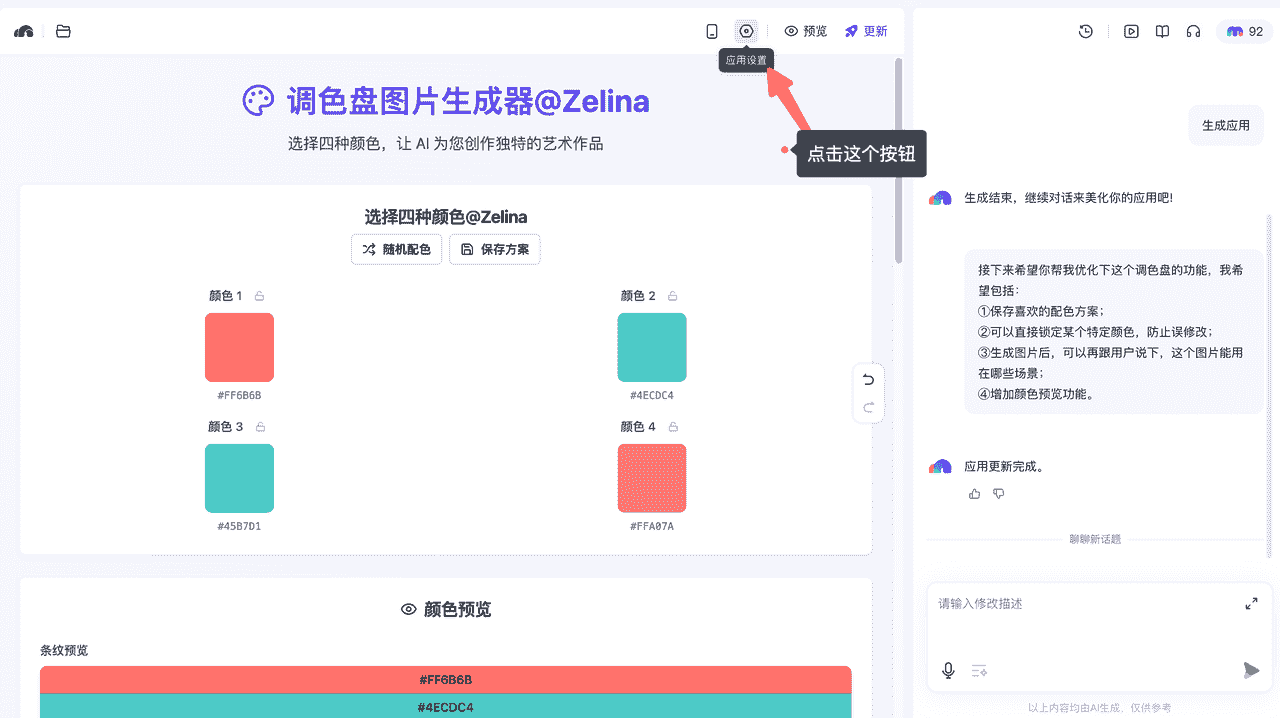 预览
更新
92
应用设置
点击这个按钮
调色盘图片生成器@Zelina
选择四种颜色，让 AI 为您创作独特的艺术作品
选择四种颜色@Zelina
随机配色
保存方案
颜色 1
颜色 2
#FF6B6B
#4ECDC4
颜色 3
颜色 4
#45B7D1
#FFA07A
颜色预览
条纹预览
#FF6B6B
#4ECDC4
生成应用
生成结束，继续对话来美化你的应用吧!
接下来希望你帮我优化下这个调色盘的功能，我希
望包括：
①保存喜欢的配色方案；
②可以直接锁定某个特定颜色，防止误修改；
③生成图片后，可以再跟用户说下，这个图片能用
在哪些场景；
④增加颜色预览功能。
应用更新完成。
聊聊新话题
请输入修改描述
以上内容均由AI生成，仅供参考